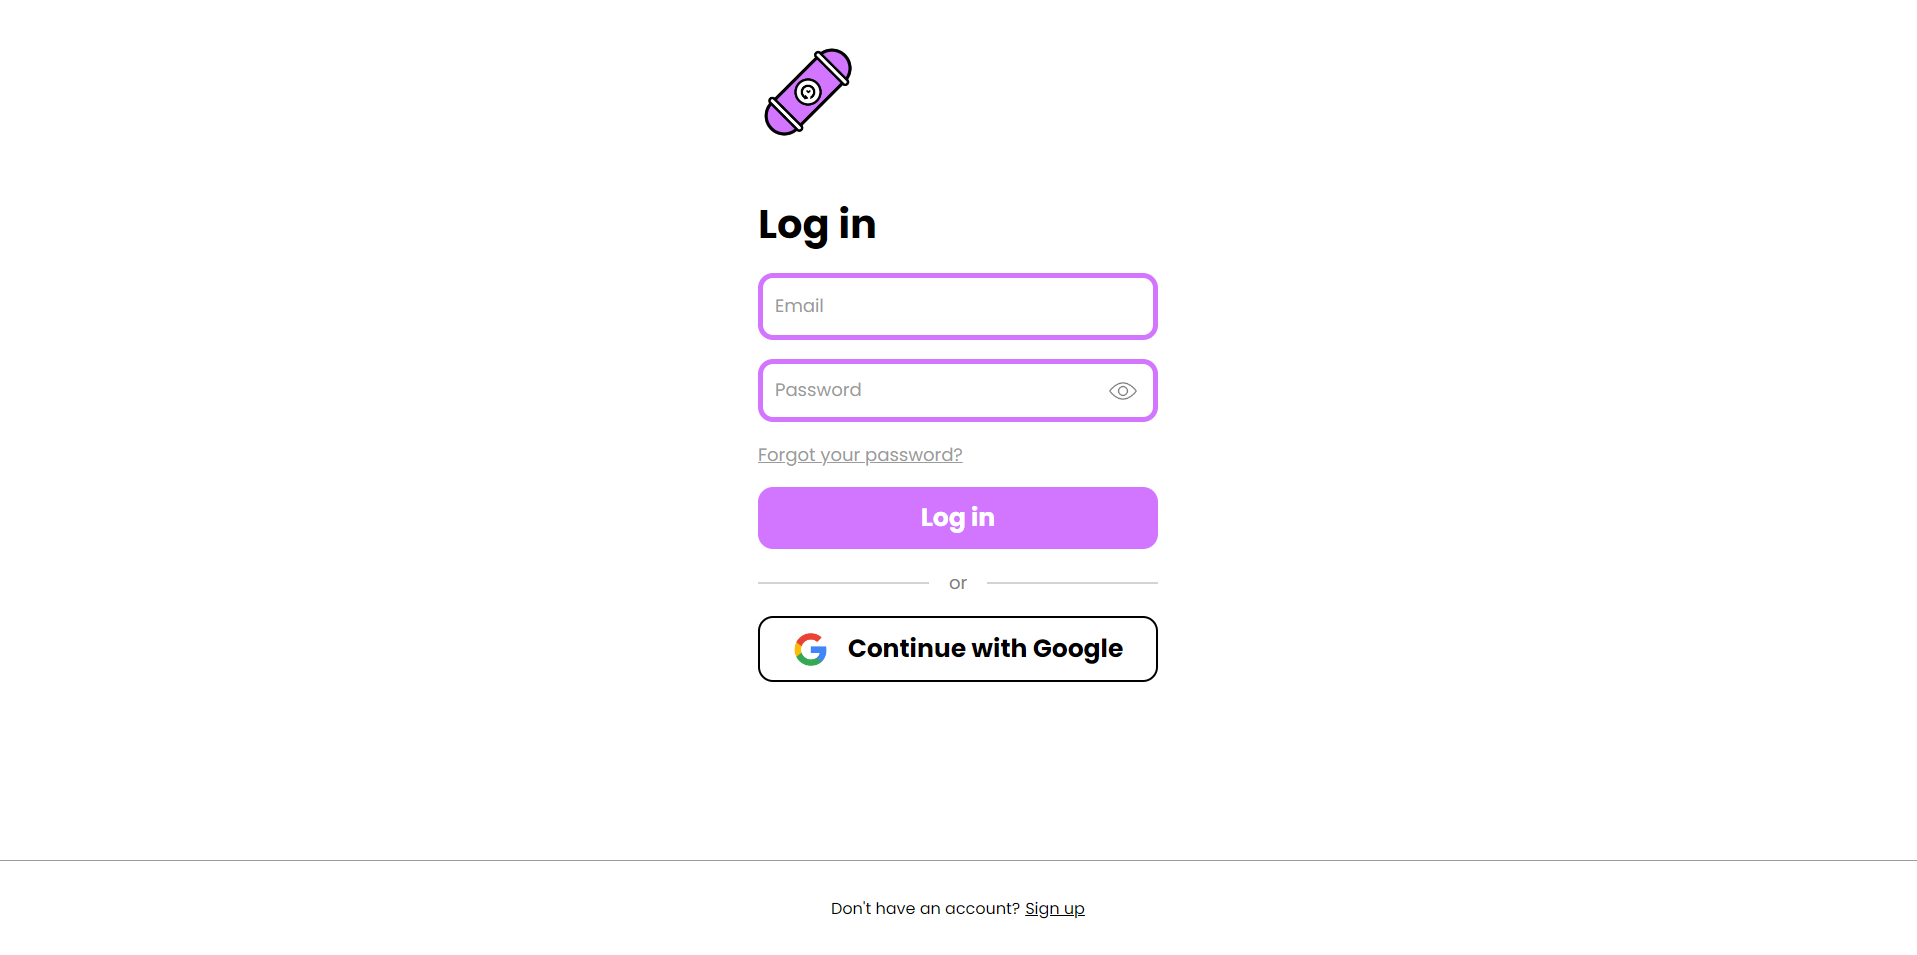 Log in
Email
Password
Forgot your password?
Log in
or
Continue with Google
Don't have an account? Sign up